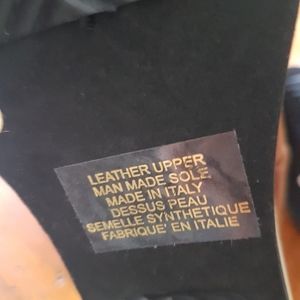 LEATHER UPPER
MAN MADE SOLE
MADE IN ITALY
DESSUS PEAU
SEMELLE SYNTHETIQUE
FABRIQUE' EN ITALIE